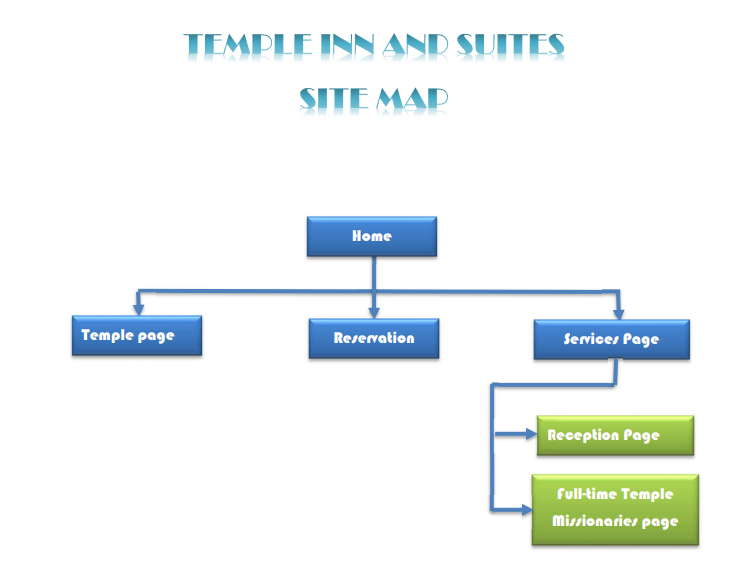 TEMPLE INN AND SUITES
SITE MAP
Home
Temple page
Reservation
Services Page
Reception Page
Full-time Temple
Missionaries page